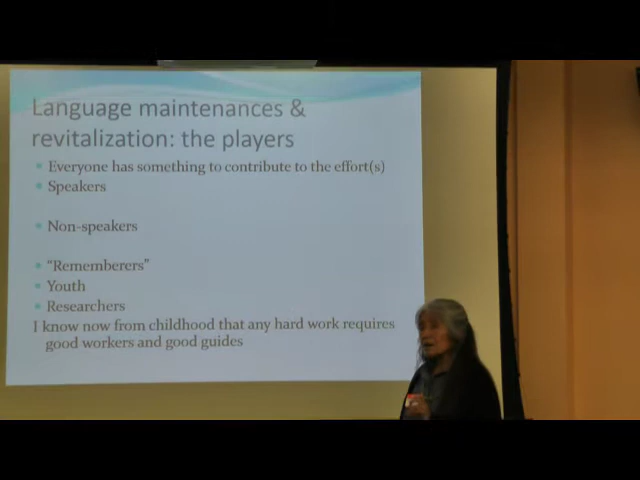 Language maintenances &
revitalization: the players
Everyone has something to contribute to the effort(s)
Speakers
Non-speakers
"Rememberers"
Youth
Researchers
I know now from childhood that any hard work requires
good workers and good guides